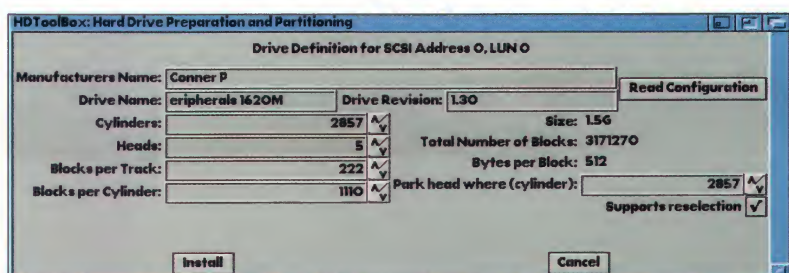 HDToolBox: Hard Drive Preparation and Partitioning
Drive Definition for SCSI Address 0, LUN 0
Manufacturers Name: Conner P
Read Configuration
Drive Name: eripherals 1620M Drive Revision: 1.30
Cylinders: 2857 Size: 1.5G
Heads: 5 Total Number of Blocks: 3171270
Blocks per Track: 222 Bytes per Block: 512
Blocks per Cylinder: 1110 Park head where (cylinder): 2857
Supports reselection
Install Cancel